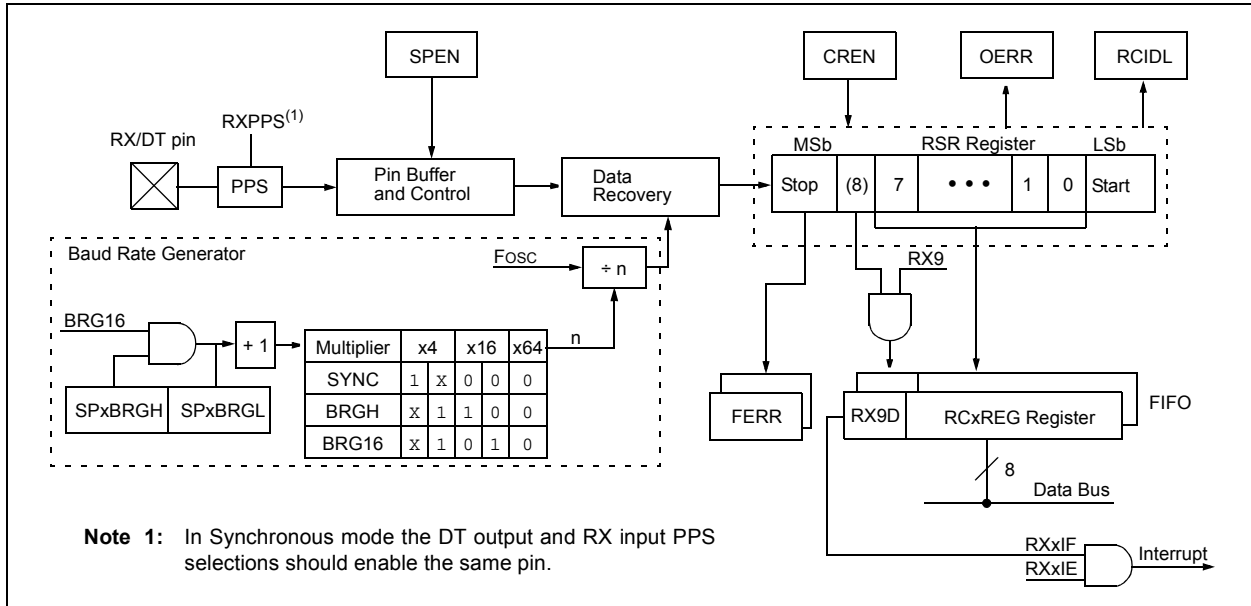 SPEN
CREN
OERR
RCIDL
RXPPS(1)
RX/DT pin
PPS
Pin Buffer
and Control
Data
Recovery
MSb
RSR Register
LSb
Stop (8) 7 • • • 1 0 Start
Baud Rate Generator
FOSC
÷ n
n
RX9
BRG16
+ 1
SPxBRGH SPxBRGL
Multiplier x4 x16 x64
SYNC 1 X 0 0 0
BRGH X 1 1 0 0
BRG16 X 1 0 1 0
FERR
RX9D
RCxREG Register
FIFO
8
Data Bus
RXxIF
RXxIE
Interrupt
Note 1: In Synchronous mode the DT output and RX input PPS
selections should enable the same pin.